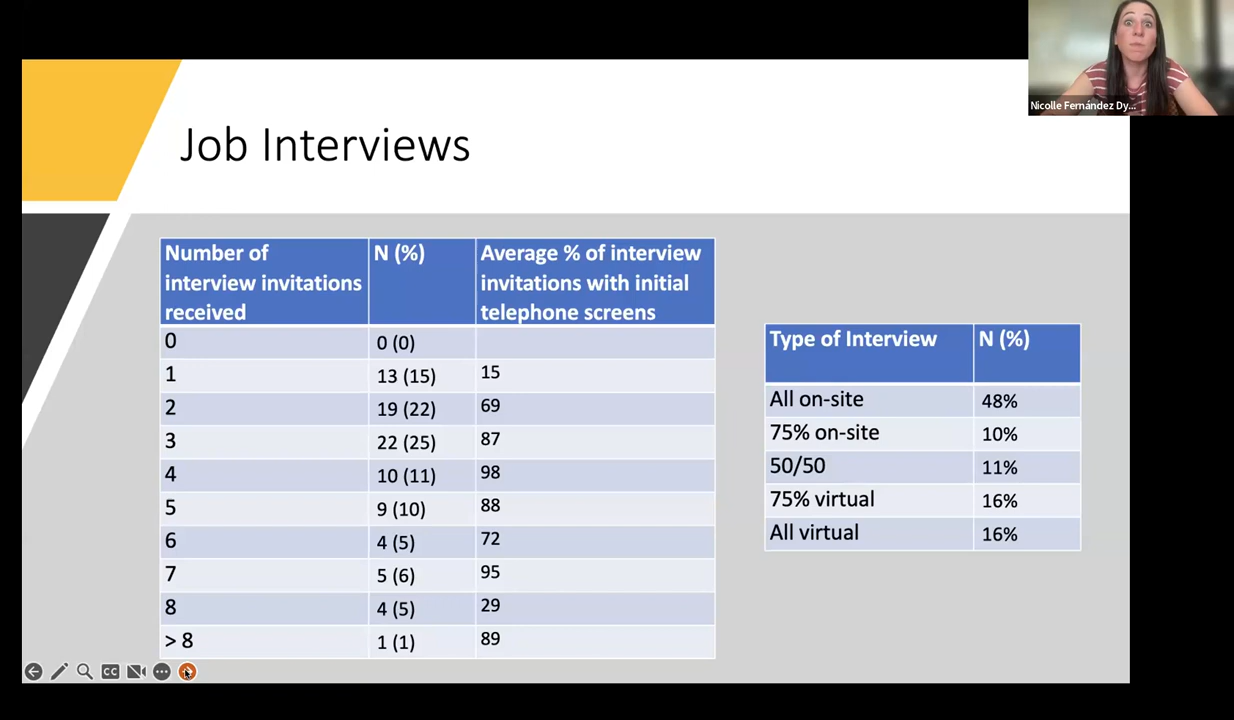 Nicolle Fernández Dy...
Job Interviews
Number of
interview invitations
received
N (%)
Average % of interview
invitations with initial
telephone screens
0
0 (0)
1
13 (15)
15
2
19 (22)
69
3
22 (25)
87
4
10 (11)
98
5
9 (10)
88
6
4 (5)
72
7
5 (6)
95
8
4 (5)
29
> 8
1 (1)
89
Type of Interview
N (%)
All on-site
48%
75% on-site
10%
50/50
11%
75% virtual
16%
All virtual
16%
CC